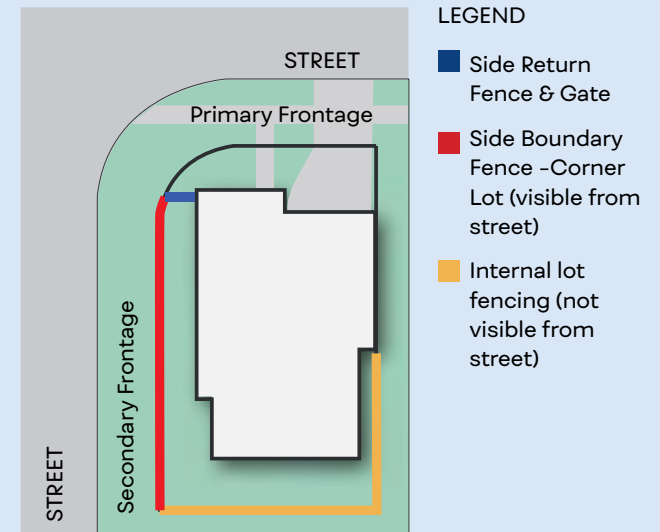 STREET
Primary Frontage
Secondary Frontage
STREET
LEGEND
Side Return
Fence & Gate
Side Boundary
Fence -Corner
Lot (visible from
street)
Internal lot
fencing (not
visible from
street)